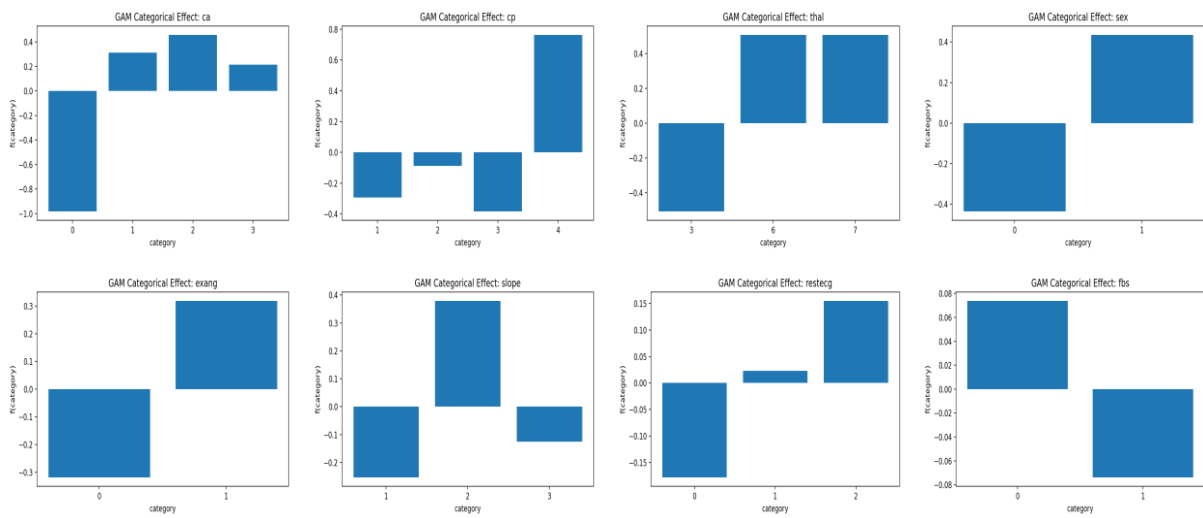 GAM Categorical Effect: ca
f(category)
0.4
0.2
0.0
−0.2
−0.4
−0.6
−0.8
−1.0
0 1 2 3
category
GAM Categorical Effect: cp
f(category)
0.8
0.6
0.4
0.2
0.0
−0.2
−0.4
1 2 3 4
category
GAM Categorical Effect: thal
f(category)
0.4
0.2
0.0
−0.2
−0.4
3 6 7
category
GAM Categorical Effect: sex
f(category)
0.4
0.2
0.0
−0.2
−0.4
0 1
category
GAM Categorical Effect: exang
f(category)
0.3
0.2
0.1
0.0
−0.1
−0.2
−0.3
0 1
category
GAM Categorical Effect: slope
f(category)
0.4
0.3
0.2
0.1
0.0
−0.1
−0.2
1 2 3
category
GAM Categorical Effect: restecg
f(category)
0.15
0.10
0.05
0.00
−0.05
−0.10
−0.15
0 1 2
category
GAM Categorical Effect: fbs
f(category)
0.08
0.06
0.04
0.02
0.00
−0.02
−0.04
−0.06
−0.08
0 1
category